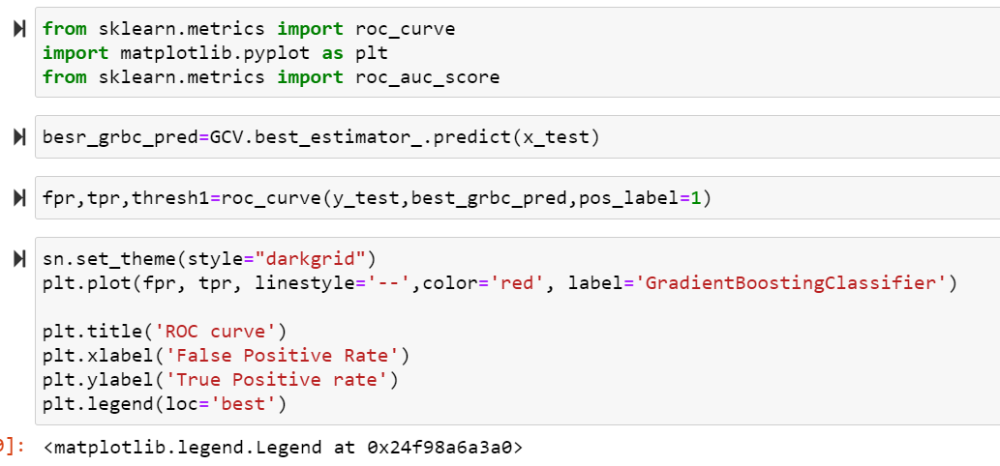 from sklearn.metrics import roc_curve
import matplotlib.pyplot as plt
from sklearn.metrics import roc_auc_score
besr_grbc_pred=GCV.best_estimator_.predict(x_test)
fpr,tpr,thresh1=roc_curve(y_test,best_grbc_pred,pos_label=1)
sn.set_theme(style="darkgrid")
plt.plot(fpr, tpr, linestyle='--',color='red', label='GradientBoostingClassifier')
plt.title('ROC curve')
plt.xlabel('False Positive Rate')
plt.ylabel('True Positive rate')
plt.legend(loc='best')
]: <matplotlib.legend.Legend at 0x24f98a6a3a0>